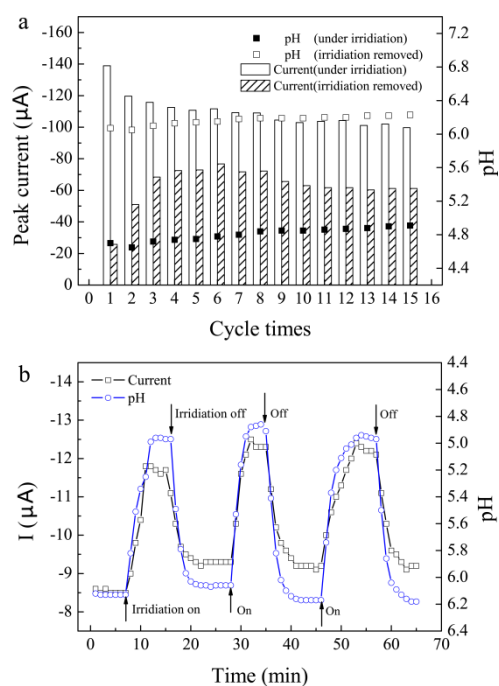 a
-160
-140
-120
-100
-80
-60
-40
-20
0
Peak current (μA)
pH (under irridiation)
pH (irridiation removed)
Current(under irridiation)
Current(irridiation removed)
7.2
6.8
6.4
6.0
5.6
5.2
4.8
4.4
pH
0 1 2 3 4 5 6 7 8 9 10 11 12 13 14 15 16
Cycle times
b
-14
-13
-12
-11
-10
-9
-8
I (μA)
Current
pH
Irridiation off
Off
Off
Irridiation on
On
On
4.4
4.6
4.8
5.0
5.2
5.4
5.6
5.8
6.0
6.2
6.4
pH
0 10 20 30 40 50 60 70
Time (min)